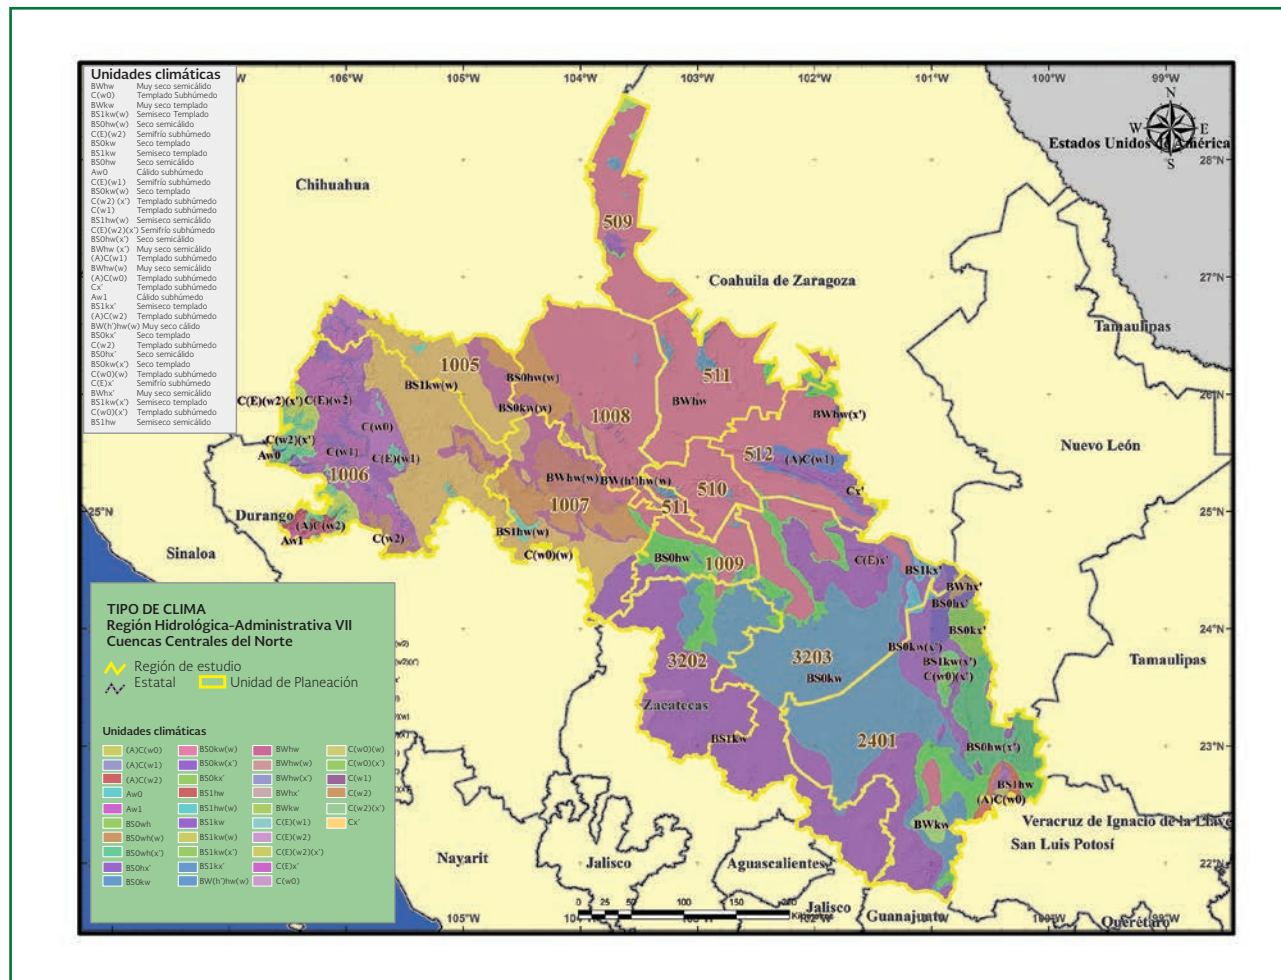 Unidades climáticas
BWhw Muy seco semicálido
C(w0) Templado Subhúmedo
BWkw Muy seco templado
BS1kw(w) Semiseco Templado
BS0hw(w) Seco semicálido
C(E)(w2) Semifrío subhúmedo
BS0kw Seco templado
BS1kw Semiseco templado
BS0hw Seco semicálido
Aw0 Cálido subhúmedo
C(E)(w1) Semifrío subhúmedo
BS0kw(w) Seco templado
C(w2) (x') Templado subhúmedo
C(w1) Templado subhúmedo
BS1hw(w) Semiseco semicálido
C(E)(w2)(x') Semifrío subhúmedo
BS0hw(x') Seco semicálido
BWhw (x') Muy seco semicálido
(A)C(w1) Templado subhúmedo
BWhw(w) Muy seco semicálido
(A)C(w0) Templado subhúmedo
Cx' Templado subhúmedo
Aw1 Cálido subhúmedo
BS1kx' Semiseco templado
(A)C(w2) Templado subhúmedo
BW(h')hw(w) Muy seco cálido
BS0kx' Seco templado
C(w2) Templado subhúmedo
BS0hx' Seco semicálido
BS0kw(x') Seco templado
C(w0)(w) Templado subhúmedo
C(E)x' Semifrío subhúmedo
BWhx' Muy seco semicálido
BS1kw(x') Semiseco templado
C(w0)(x') Templado subhúmedo
BS1hw Semiseco semicálido
106°W 105°W 104°W 103°W 102°W 101°W 100°W 99°W
N
W E
S
Estados Unidos de América
28°N
Chihuahua
509
Coahuila de Zaragoza
27°N
Tamaulipas
1005
BS1kw(w)
BS0hw(w)
511
BS0kw(w)
BWhw
1008
26°N
C(E)(w2)(x') C(E)(w2)
C(w0)
BWhw(x')
C(w2)(x')
Aw0
C(w1)
C(E)(w1)
1006
512
(A)C(w1)
Nuevo León
BWhw(w) BW(h')hw(w)
510
Cx'
1007
511
25°N
Durango
(A)C(w2)
Aw1
C(w2)
BS1hw(w)
C(w0)(w)
Sinaloa
BS0hw
1009
C(E)x'
BS1kx'
BWhx'
BS0hx'
BS0kx'
24°N
BS0kw(x')
3202
3203
BS0kw
BS1kw(x')
C(w0)(x')
Tamaulipas
Zacatecas
BS1kw
2401
BS0hw(x')
23°N
BS1hw
(A)C(w0)
BWkw
Veracruz de Ignacio de la Llave
San Luis Potosí
Nayarit
Jalisco
Aguascalientes
22°N
Jalisco
Guanajuato
Querétaro
0 25 50 100 150 200
Kilómetros
105°W 104°W 103°W 102°W 101°W 100°W 99°W
TIPO DE CLIMA
Región Hidrológica-Administrativa VII
Cuencas Centrales del Norte
Región de estudio
Estatal Unidad de Planeación
Unidades climáticas
(A)C(w0) BS0kw(w) BWhw C(w0)(w)
(A)C(w1) BS0kw(x') BWhw(w) C(w0)(x')
(A)C(w2) BS0kx' BWhw(x') C(w1)
Aw0 BS1hw BWhx' C(w2)
Aw1 BS1hw(w) BWkw C(w2)(x')
BS0wh BS1kw C(E)(w1) Cx'
BS0wh(w) BS1kw(w) C(E)(w2)
BS0wh(x') BS1kw(x') C(E)(w2)(x')
BS0hx' BS1kx' C(E)x'
BS0kw BW(h')hw(w) C(w0)